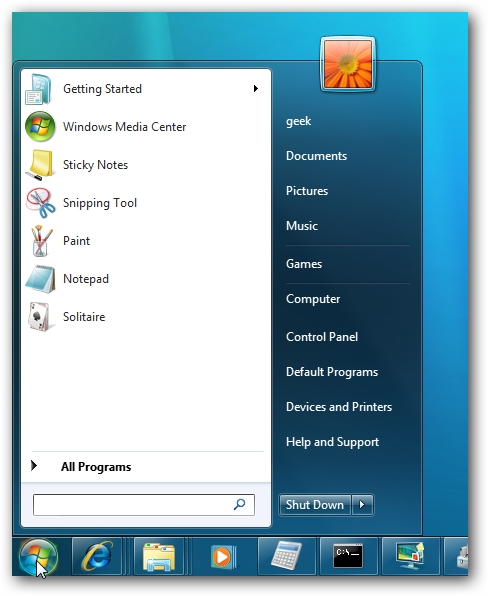 Getting Started
Windows Media Center
Sticky Notes
Snipping Tool
Paint
Notepad
Solitaire
All Programs
geek
Documents
Pictures
Music
Games
Computer
Control Panel
Default Programs
Devices and Printers
Help and Support
Shut Down
C:\_